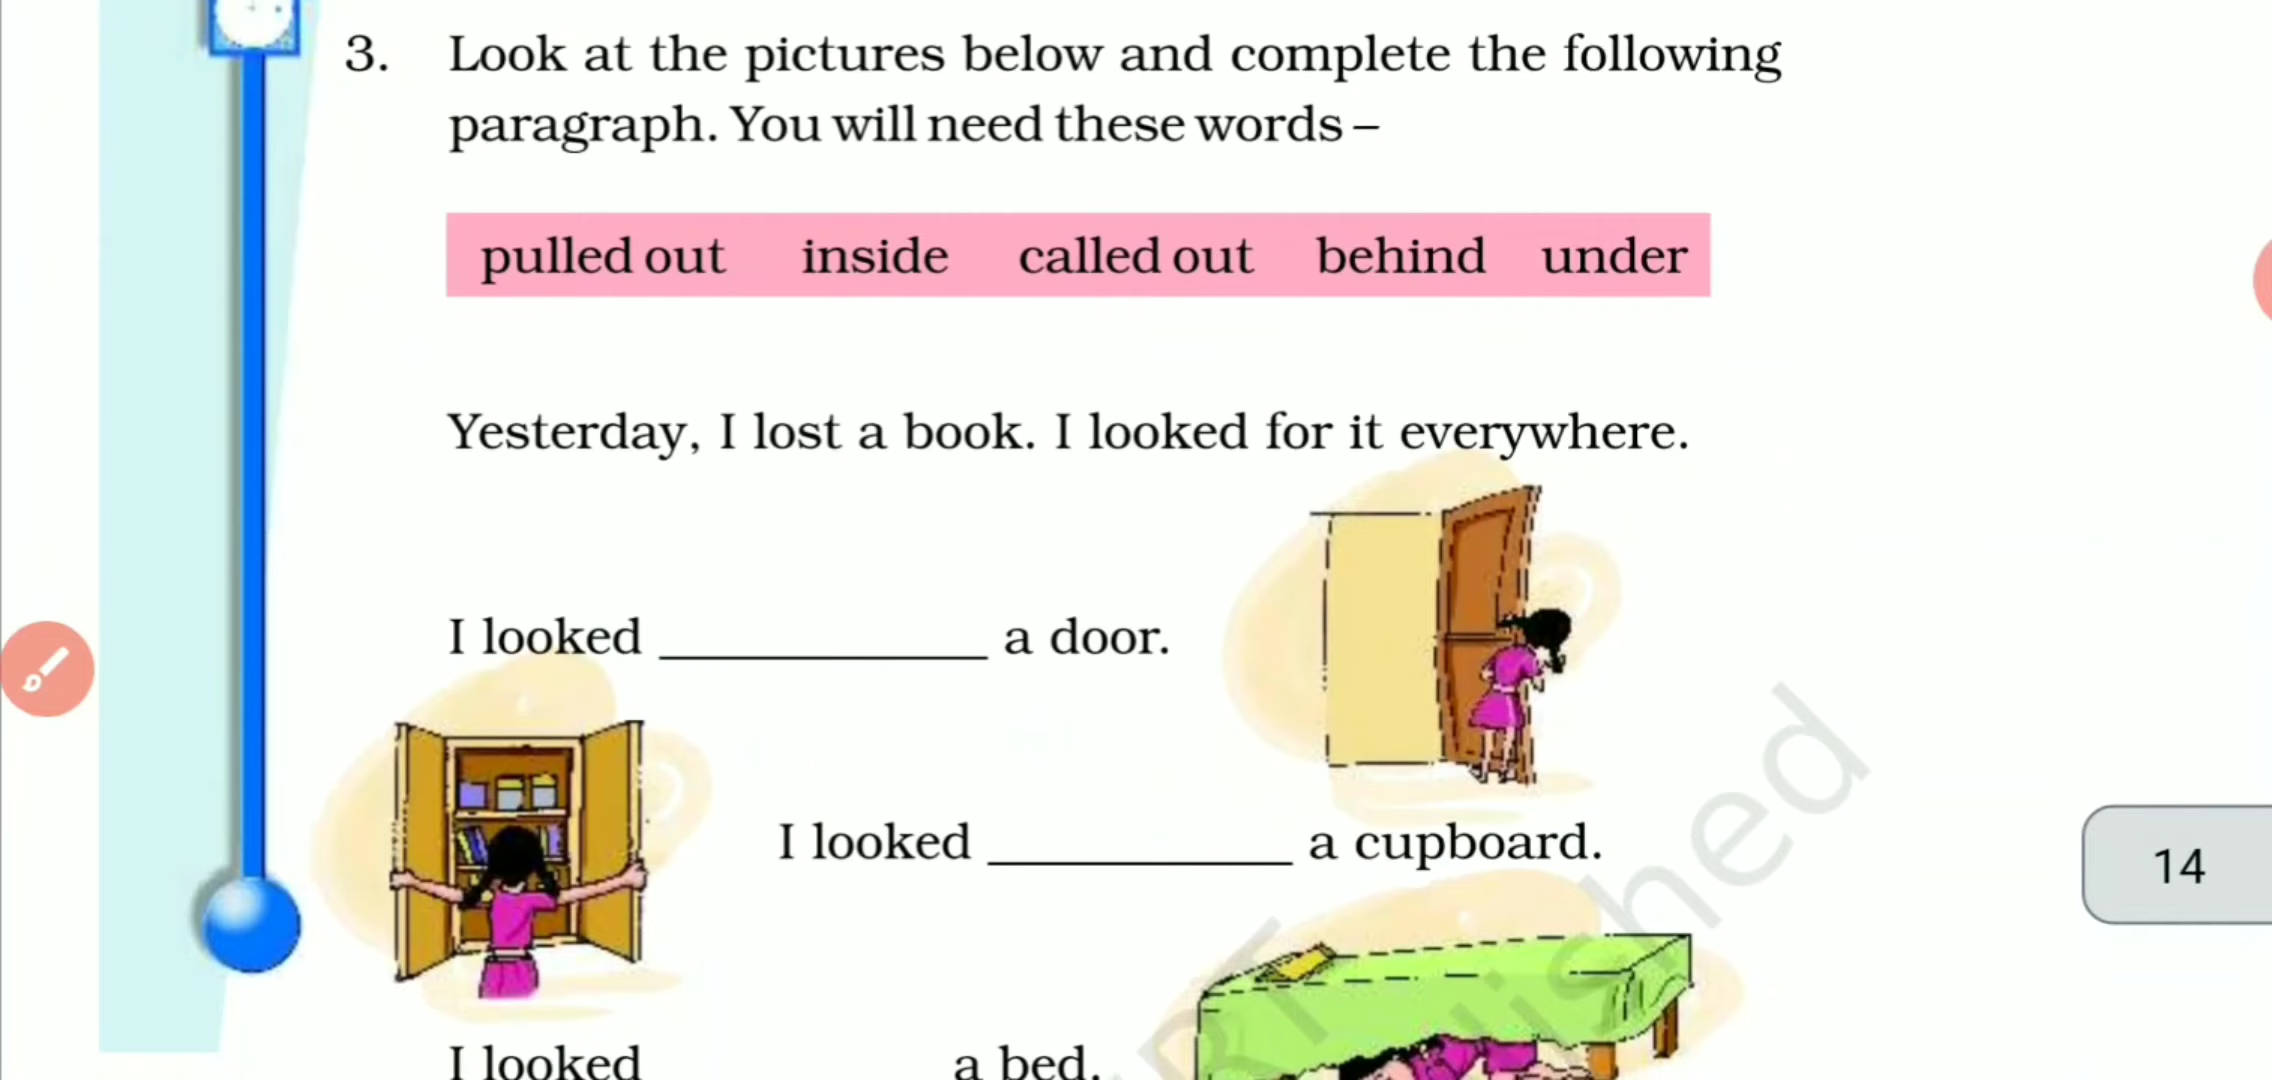 3. Look at the pictures below and complete the following
paragraph. You will need these words –
pulled out inside called out behind under
Yesterday, I lost a book. I looked for it everywhere.
I looked ____________ a door.
I looked ___________ a cupboard.
14
I looked a bed.